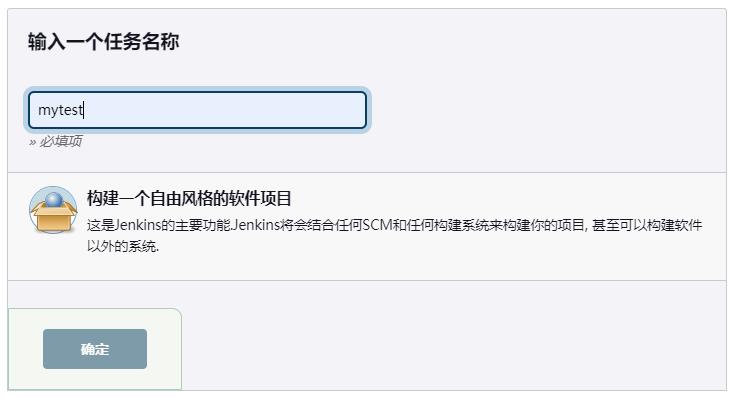 输入一个任务名称
mytest
» 必填项
构建一个自由风格的软件项目
这是Jenkins的主要功能.Jenkins将会结合任何SCM和任何构建系统来构建你的项目, 甚至可以构建软件
以外的系统.
确定